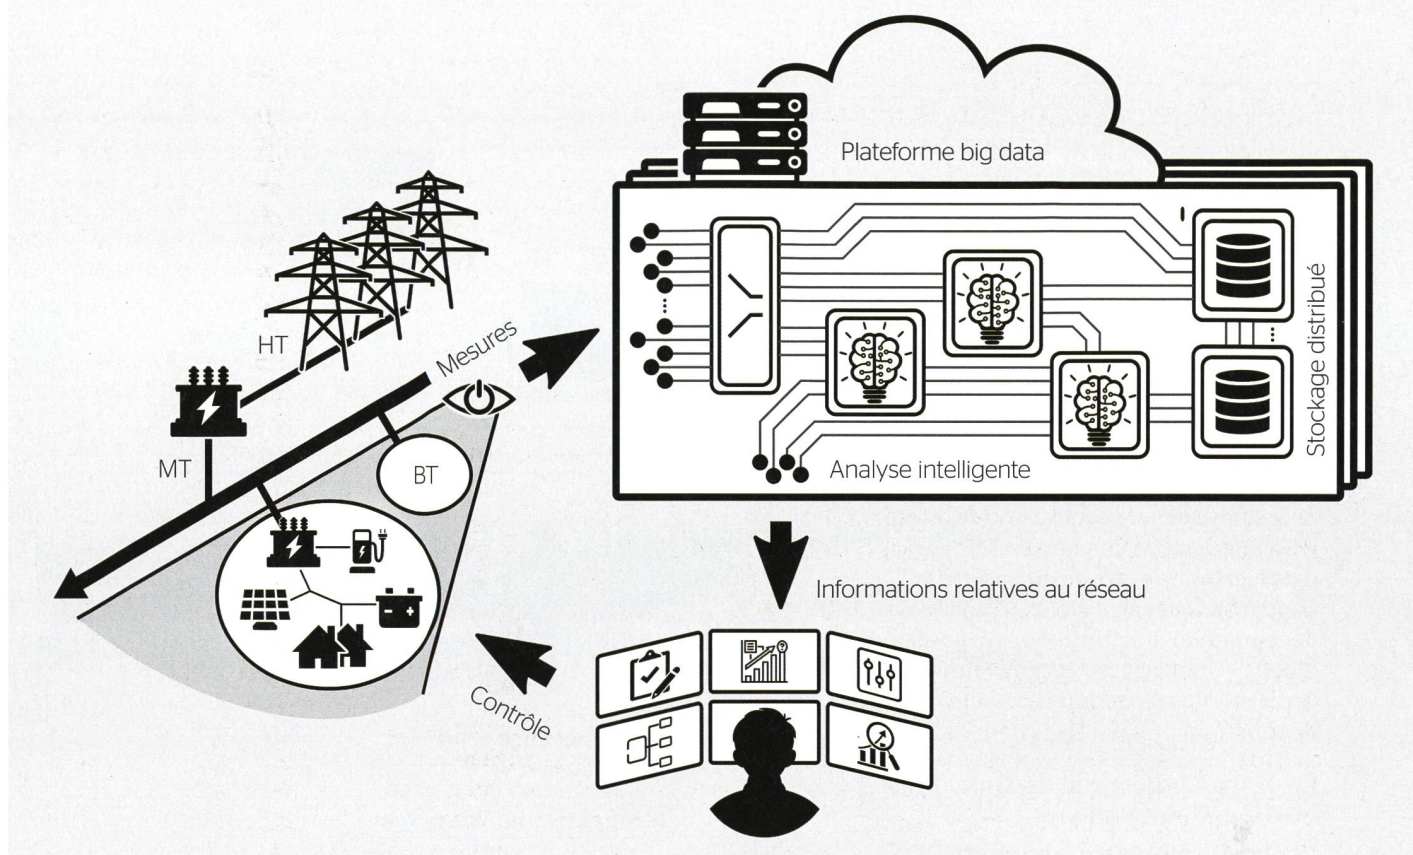 Plateforme big data
HT
Mesures
MT
BT
Stockage distribué
Analyse intelligente
Informations relatives au réseau
Contrôle